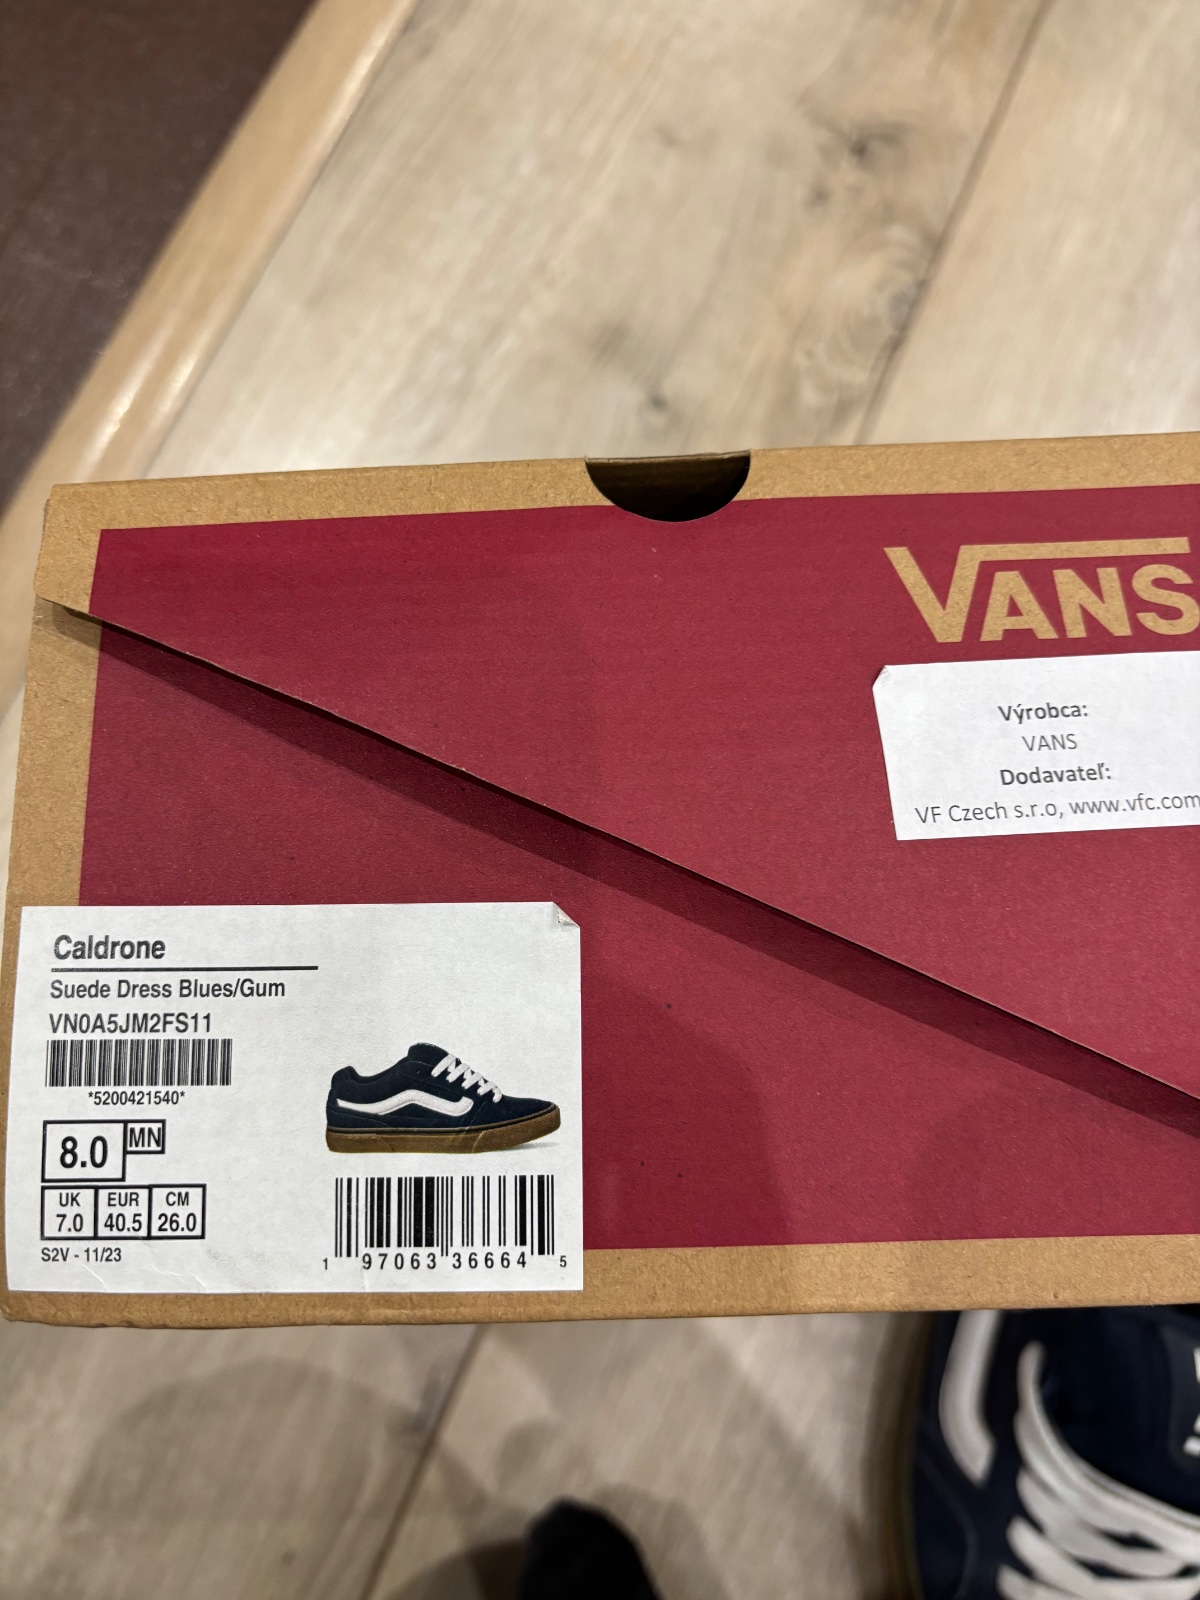 VANS
Výrobca:
VANS
Dodavateľ:
VF Czech s.r.o, www.vfc.com
Caldrone
Suede Dress Blues/Gum
VN0A5JM2FS11
*5200421540*
8.0 MN
UK EUR CM
7.0 40.5 26.0
S2V - 11/23
1 97063 36664 5